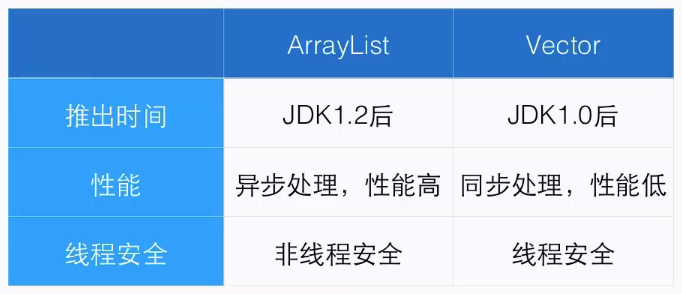 ArrayList Vector
推出时间 JDK1.2后 JDK1.0后
性能 异步处理，性能高 同步处理，性能低
线程安全 非线程安全 线程安全